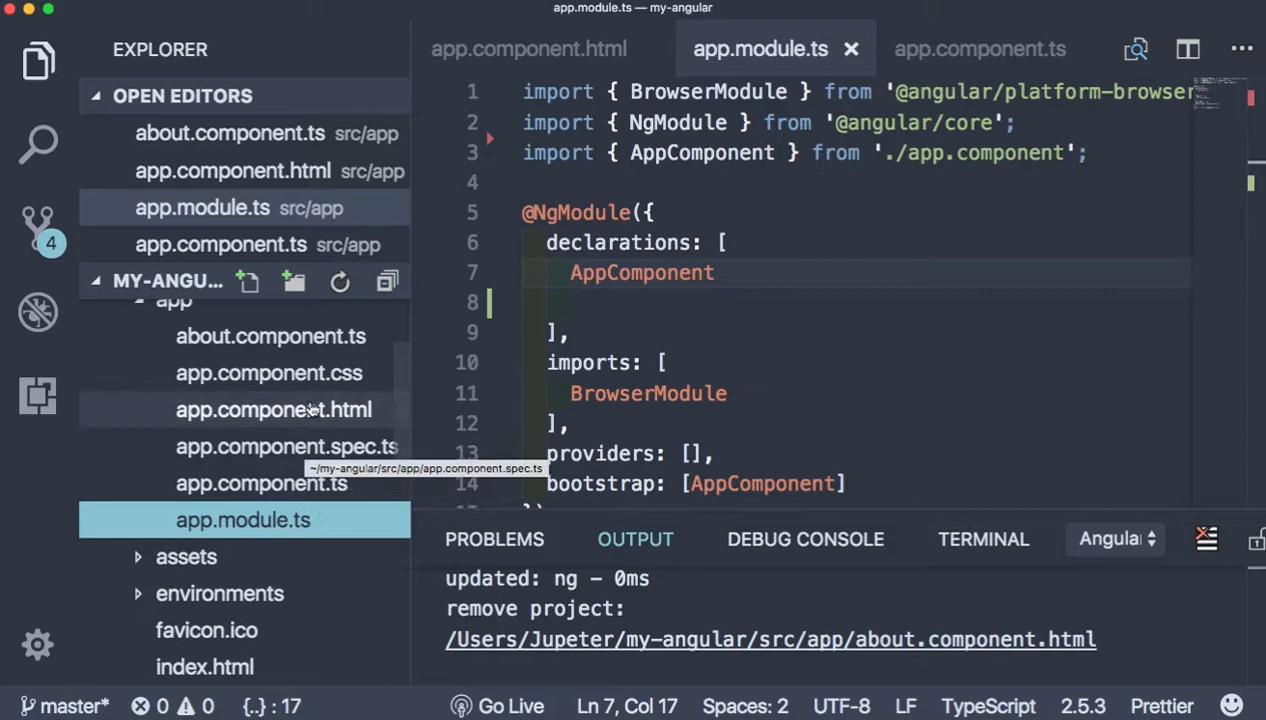 app.module.ts — my-angular
EXPLORER
OPEN EDITORS
about.component.ts src/app
app.component.html src/app
app.module.ts src/app
4
app.component.ts src/app
MY-ANGU...
app
about.component.ts
app.component.css
app.component.html
app.component.spec.ts
~/my-angular/src/app/app.component.spec.ts
app.component.ts
app.module.ts
assets
environments
favicon.ico
index.html
app.component.html
app.module.ts
app.component.ts
1 import { BrowserModule } from '@angular/platform-browser
2 import { NgModule } from '@angular/core';
3 import { AppComponent } from './app.component';
4
5 @NgModule({
6 declarations: [
7 AppComponent
8
9 ],
10 imports: [
11 BrowserModule
12 ],
13 providers: [],
14 bootstrap: [AppComponent]
})
PROBLEMS OUTPUT DEBUG CONSOLE TERMINAL Angular
updated: ng - 0ms
remove project:
/Users/Jupeter/my-angular/src/app/about.component.html
master* 0 0 {..} : 17 Go Live Ln 7, Col 17 Spaces: 2 UTF-8 LF TypeScript 2.5.3 Prettier